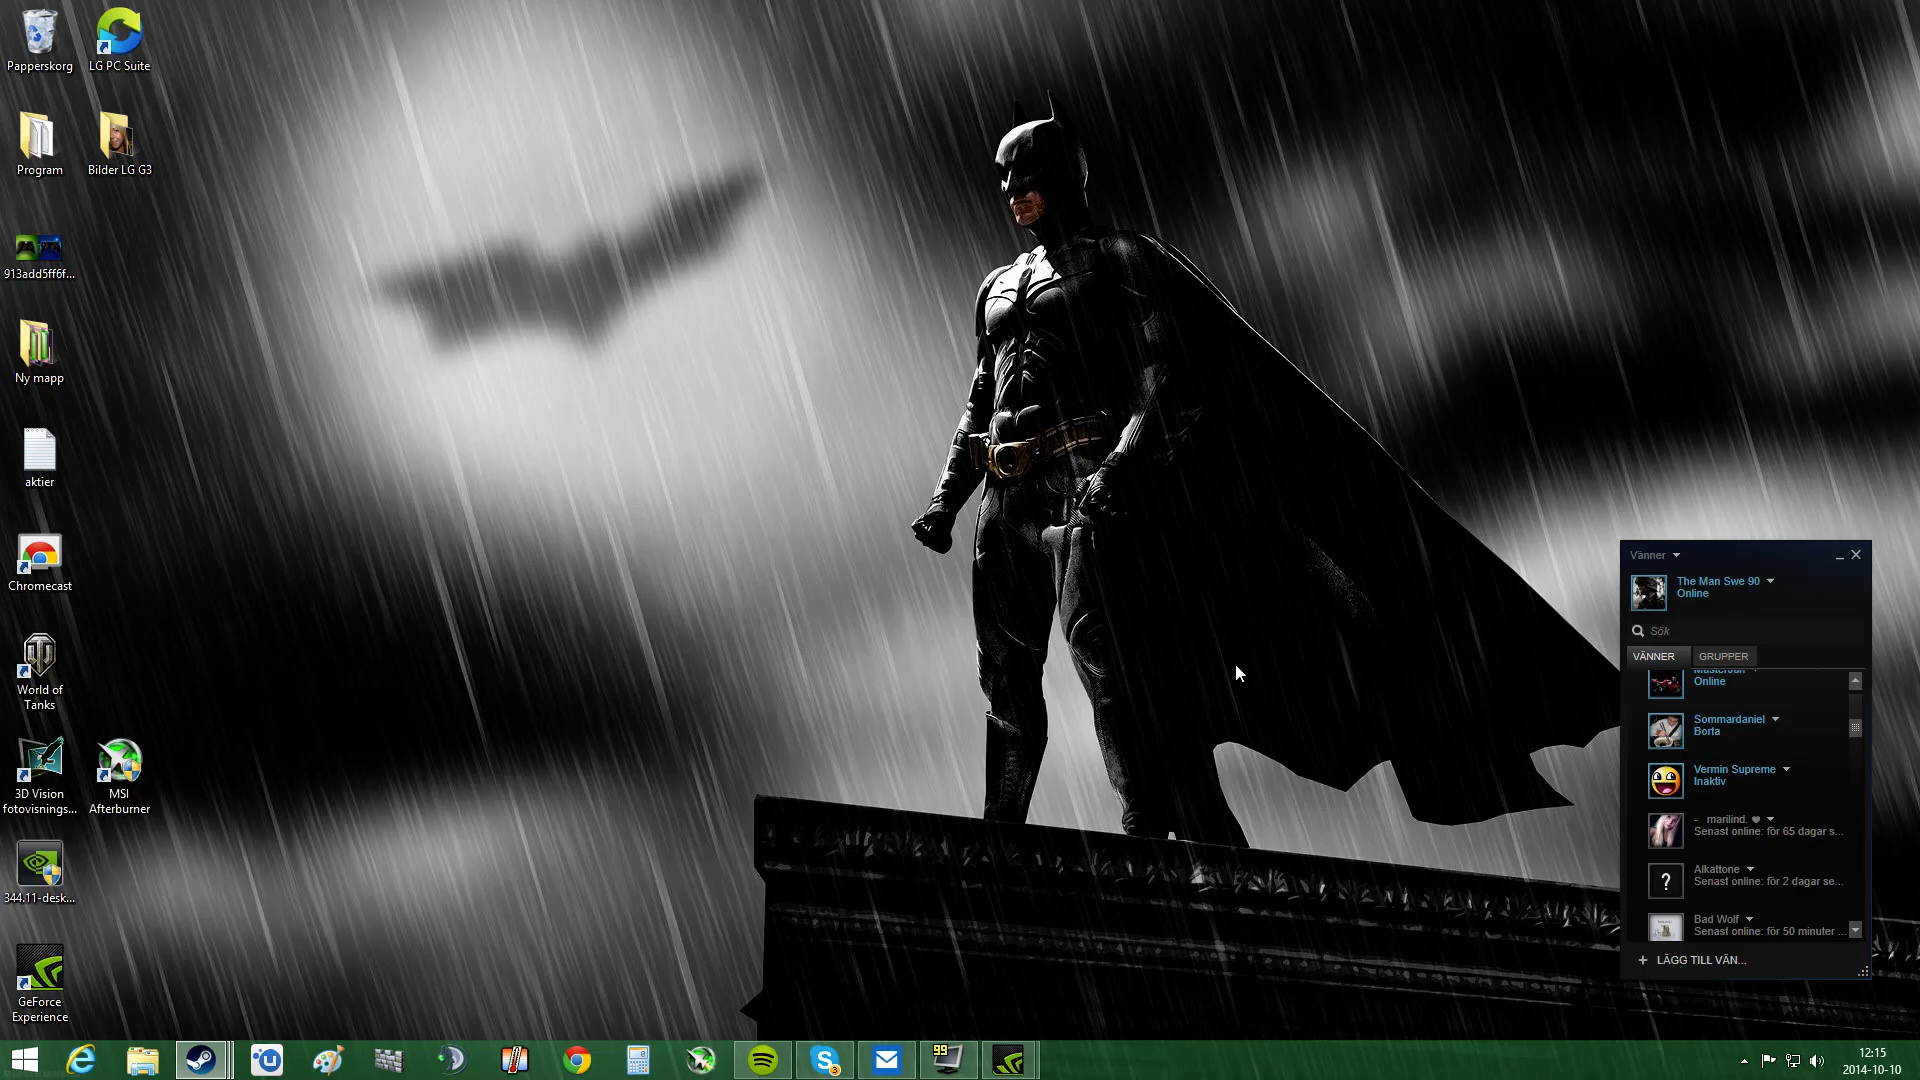 Papperskorg
LG PC Suite
Program
Bilder LG G3
913add5ff6f...
Ny mapp
aktier
Chromecast
World of
Tanks
3D Vision
fotovisnings...
MSI
Afterburner
344.11-desk...
GeForce
Experience
Vänner
The Man Swe 90
Online
Sök
VÄNNER
GRUPPER
Online
Sommardaniel
Borta
Vermin Supreme
Inaktiv
- marilind. ❤
Senast online: för 65 dagar s...
?
Alkattone
Senast online: för 2 dagar se...
Bad Wolf
Senast online: för 50 minuter ...
+ LÄGG TILL VÄN...
3
99
12:15
2014-10-10